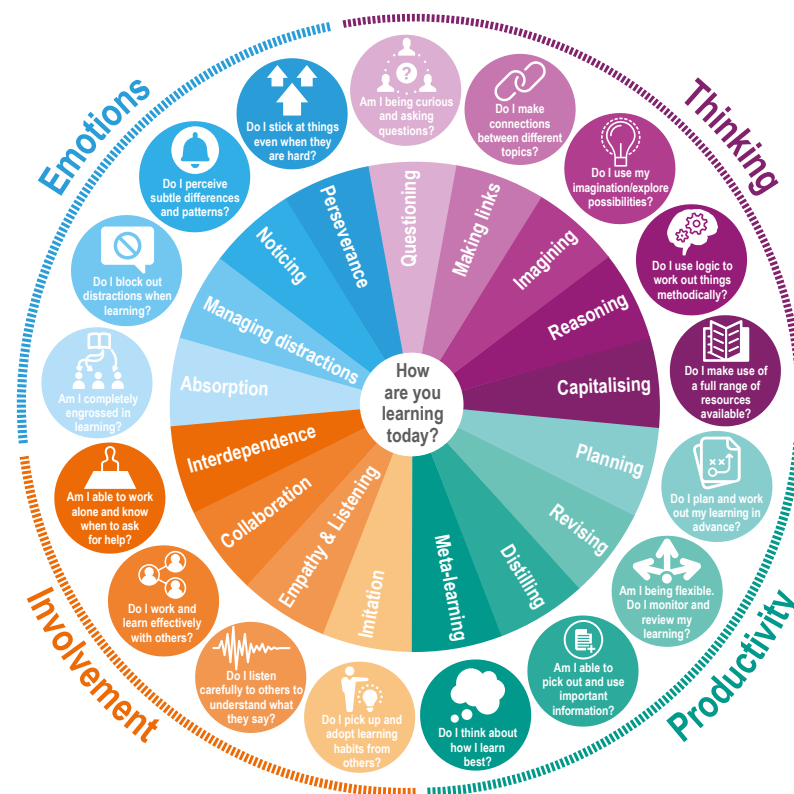 Emotions
Thinking
Productivity
Involvement
How
are you
learning
today?
Questioning
Making links
Imagining
Reasoning
Capitalising
Planning
Revising
Distilling
Meta-learning
Imitation
Empathy & Listening
Collaboration
Interdependence
Absorption
Managing distractions
Noticing
Perseverance
?
Am I being curious
and asking
questions?
Do I make
connections
between different
topics?
Do I use my
imagination/explore
possibilities?
Do I use logic to
work out things
methodically?
Do I make use of
a full range of
resources
available?
Do I plan and work
out my learning in
advance?
Am I being flexible.
Do I monitor and
review my
learning?
Am I able to
pick out and use
important
information?
Do I think about
how I learn
best?
Do I pick up and
adopt learning
habits from
others?
Do I listen
carefully to others to
understand what
they say?
Do I work and
learn effectively
with others?
Am I able to work
alone and know
when to ask
for help?
Am I completely
engrossed in
learning?
Do I block out
distractions when
learning?
Do I perceive
subtle differences
and patterns?
Do I stick at things
even when they
are hard?